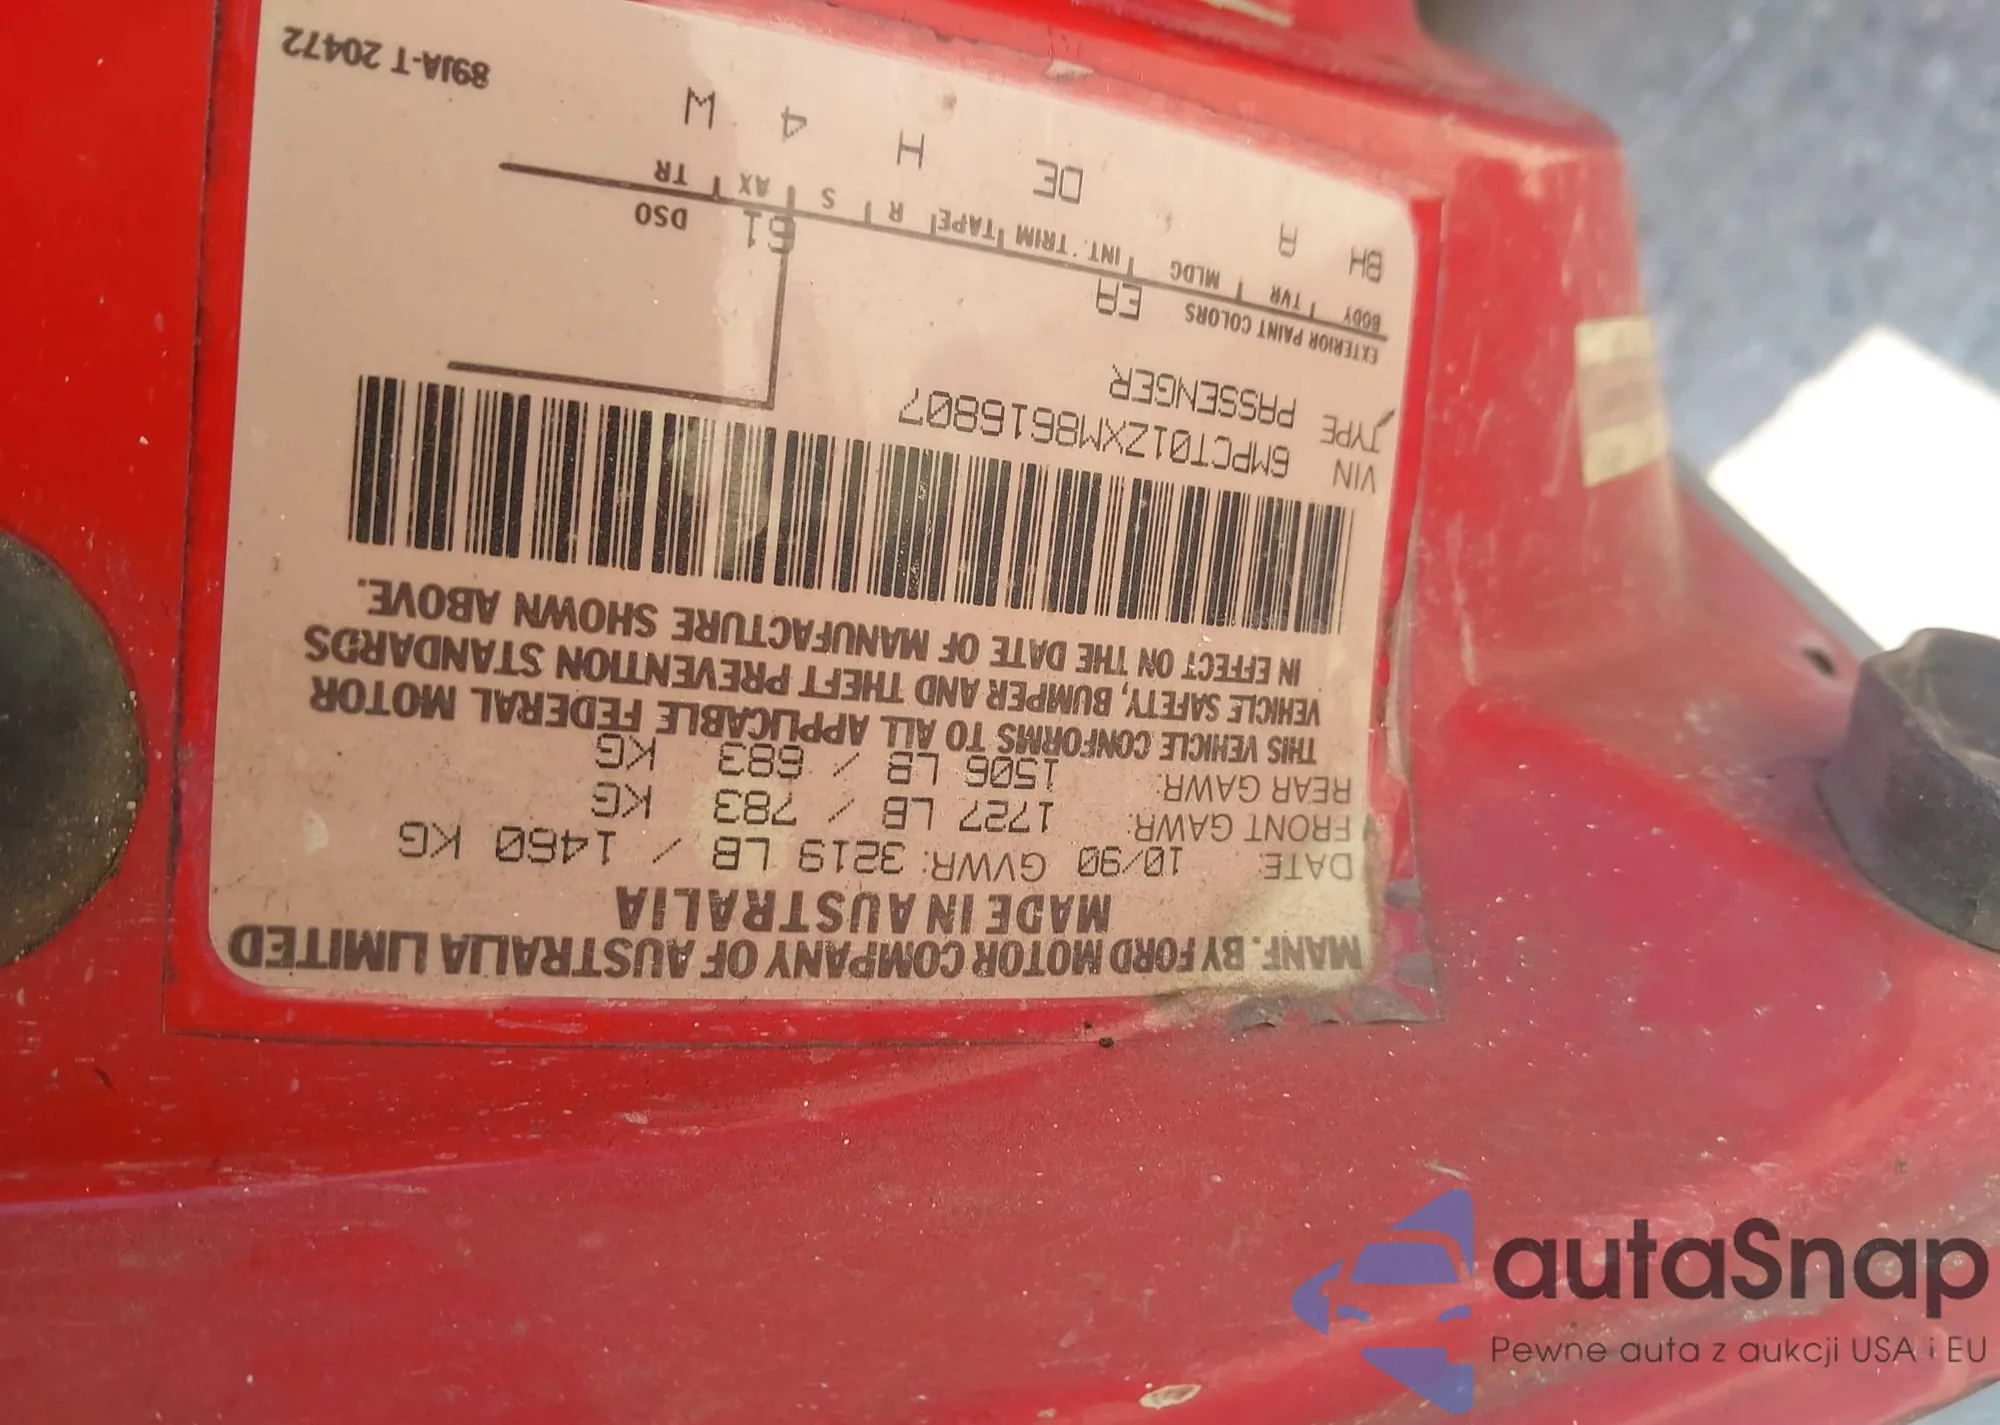 MANF. BY FORD MOTOR COMPANY OF AUSTRALIA LIMITED
MADE IN AUSTRALIA
DATE: 10/90 GVWR: 3219 LB / 1460 KG
FRONT GAWR: 1727 LB / 783 KG
REAR GAWR: 1506 LB / 683 KG
THIS VEHICLE CONFORMS TO ALL APPLICABLE FEDERAL MOTOR
VEHICLE SAFETY, BUMPER AND THEFT PREVENTION STANDARDS
IN EFFECT ON THE DATE OF MANUFACTURE SHOWN ABOVE.
VIN 6MPCT01ZXM8616807
TYPE PASSENGER
EXTERIOR PAINT COLORS EA 61 DSO
BODY TVR MLDG INT. TRIM TAPE R S AX TR
BH A DE H 4 W
89JA-T 20472
autaSnap
Pewne auta z aukcji USA i EU